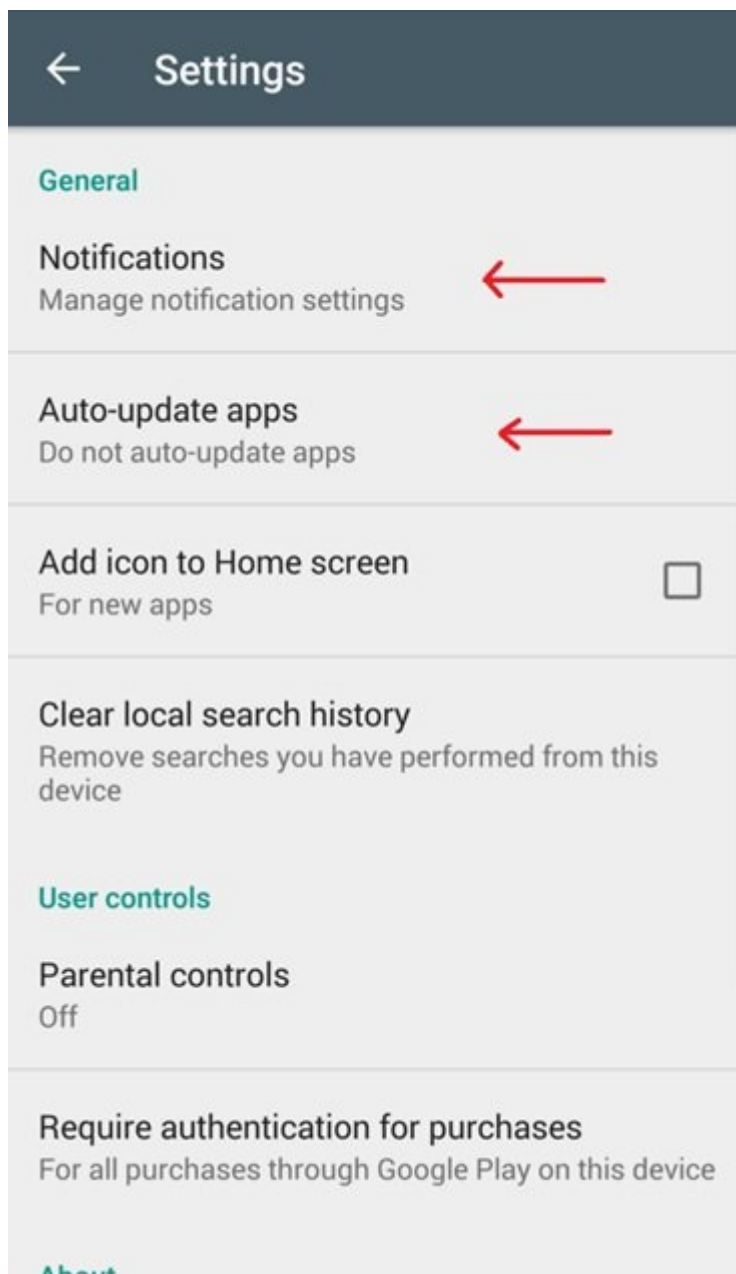 Settings
General
Notifications
Manage notification settings
Auto-update apps
Do not auto-update apps
Add icon to Home screen
For new apps
Clear local search history
Remove searches you have performed from this
device
User controls
Parental controls
Off
Require authentication for purchases
For all purchases through Google Play on this device
About